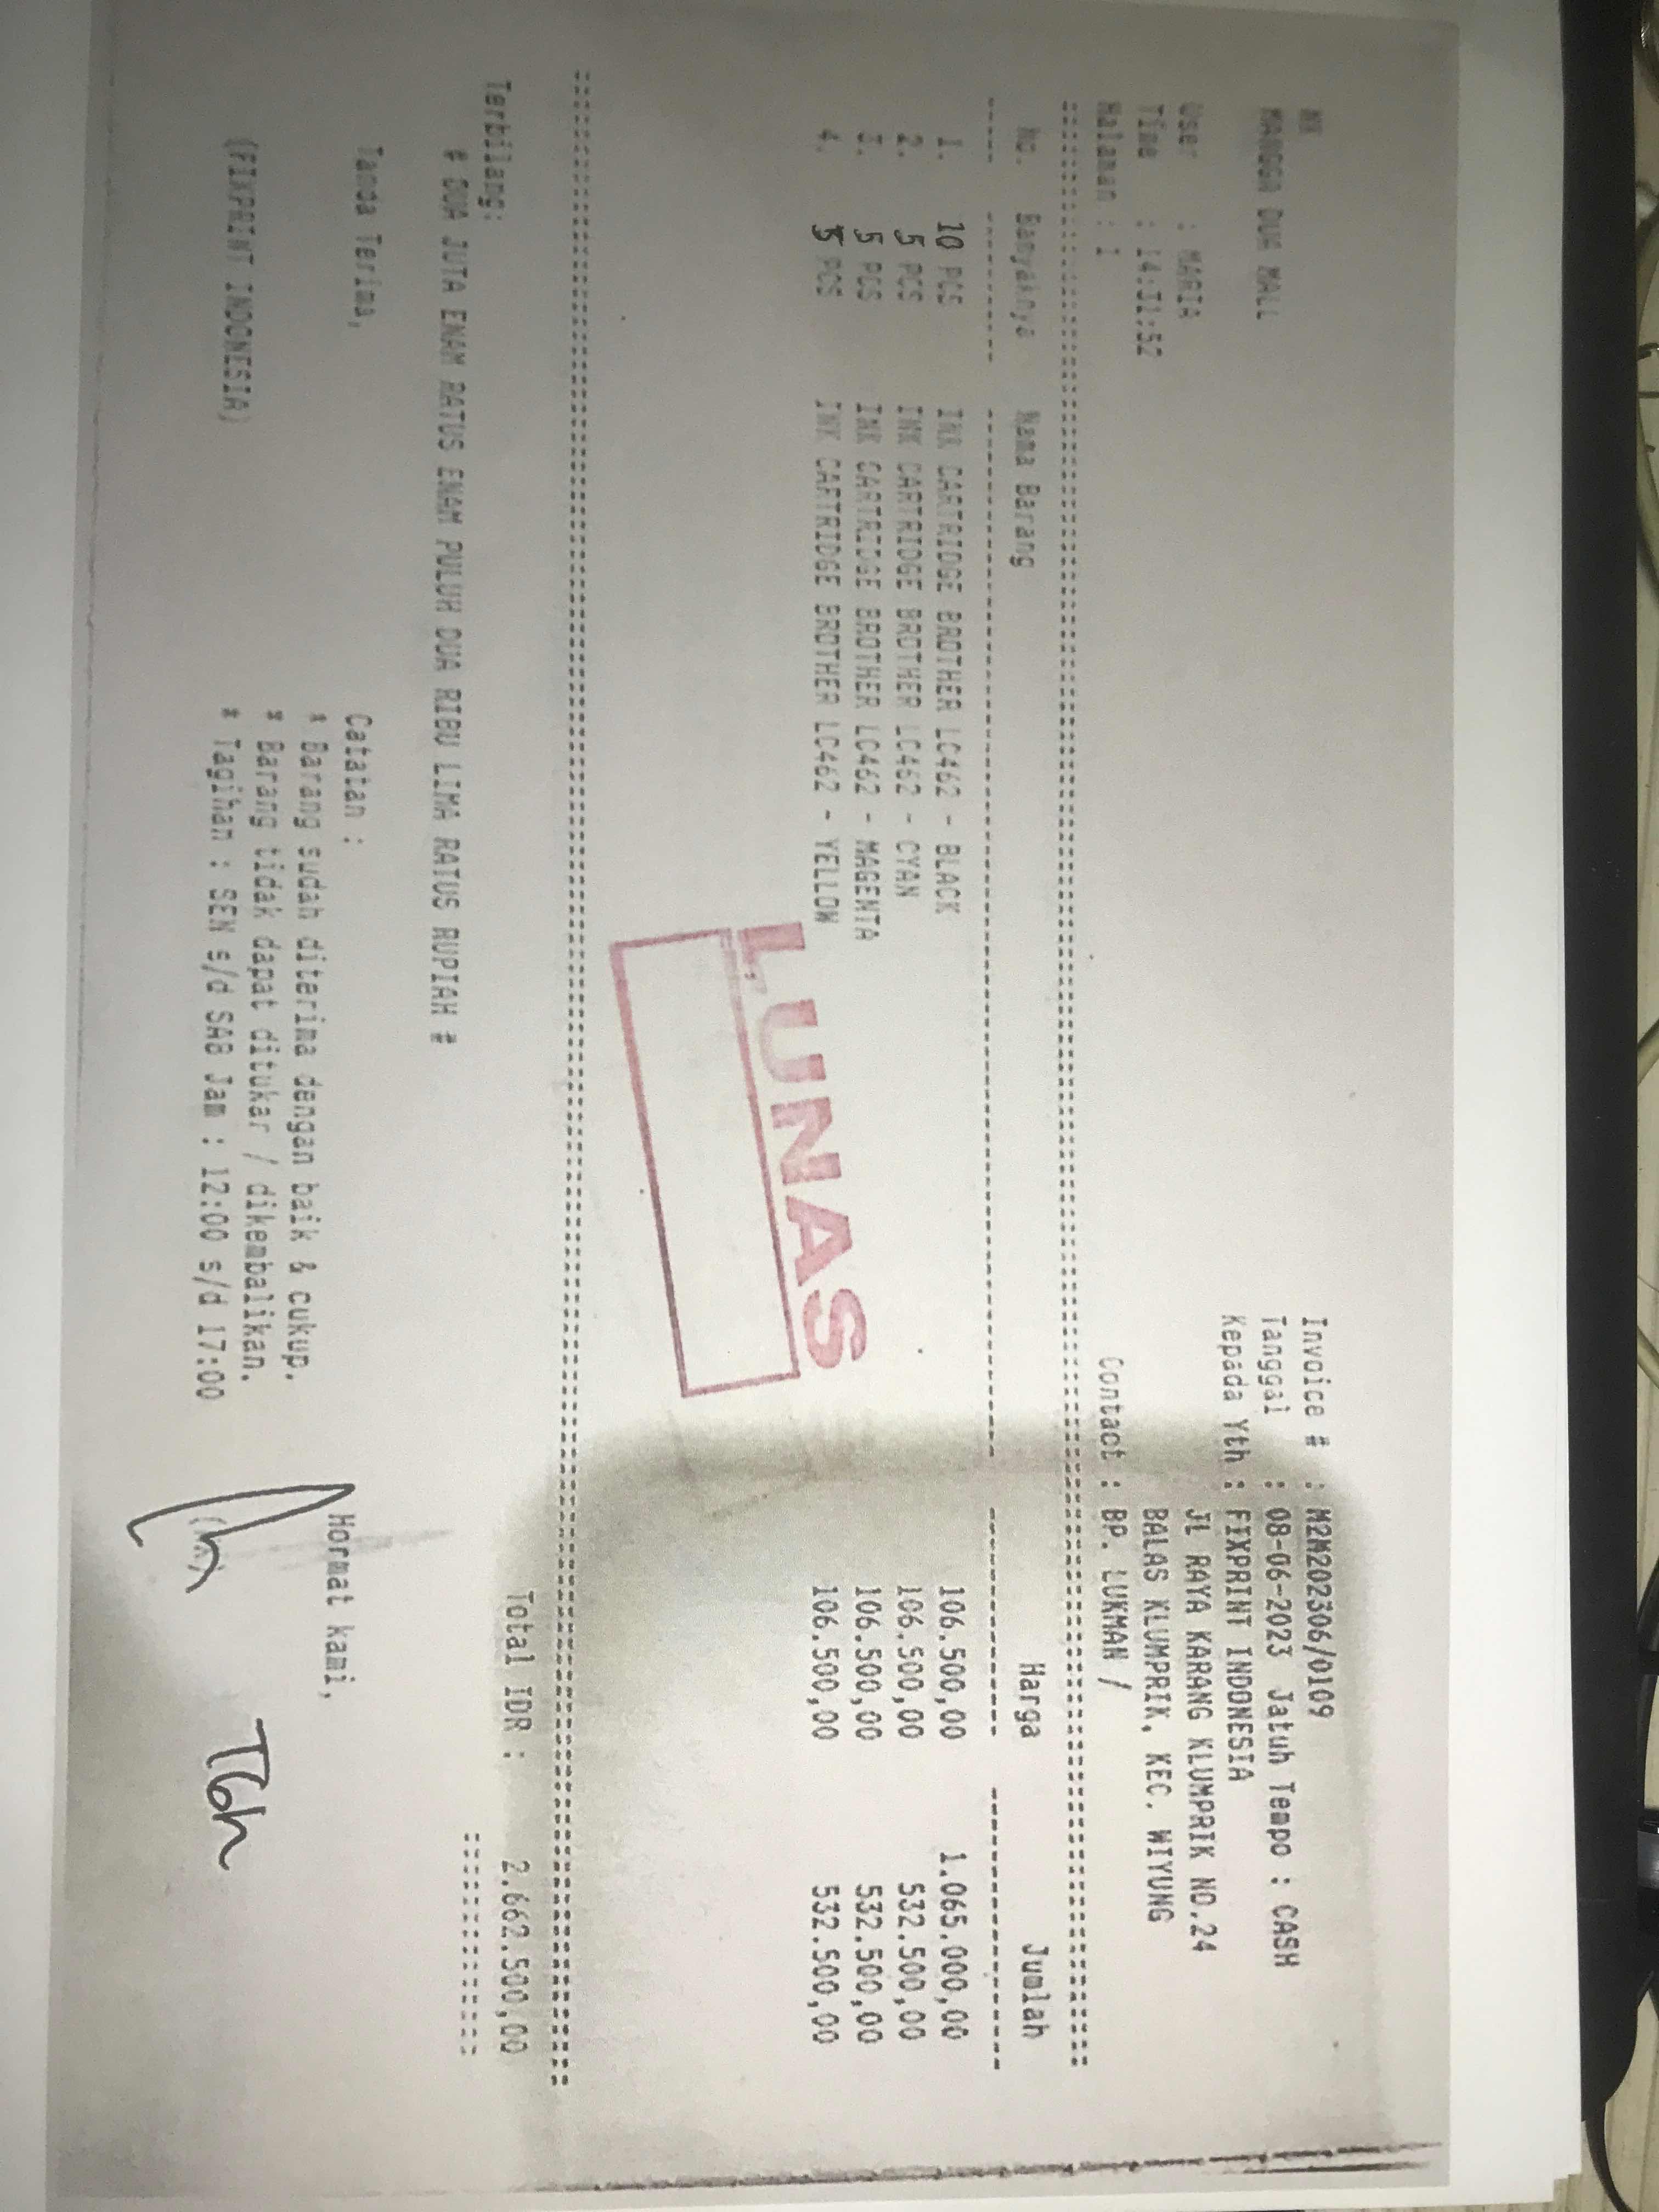 MK
MANGGA DUA MALL
User : MARIA
Time : 14:31:52
Halaman : 1
Invoice # : M2M202306/0109
Tanggal : 08-06-2023 Jatuh Tempo : CASH
Kepada Yth : FIXPRINT INDONESIA
JL RAYA KARANG KLUMPRIK NO.24
BALAS KLUMPRIK, KEC. WIYUNG
Contact : BP. LUKMAN /
No. Banyaknya Nama Barang Harga Jumlah
1. 10 PCS INK CARTRIDGE BROTHER LC462 - BLACK 106.500,00 1.065.000,00
2. 5 PCS INK CARTRIDGE BROTHER LC462 - CYAN 106.500,00 532.500,00
3. 5 PCS INK CARTRIDGE BROTHER LC462 - MAGENTA 106.500,00 532.500,00
4. 5 PCS INK CARTRIDGE BROTHER LC462 - YELLOW 106.500,00 532.500,00
LUNAS
Total IDR : 2.662.500,00
Terbilang:
# DUA JUTA ENAM RATUS ENAM PULUH DUA RIBU LIMA RATUS RUPIAH #
Tanda Terima,
(FIXPRINT INDONESIA)
Catatan :
* Barang sudah diterima dengan baik & cukup.
* Barang tidak dapat ditukar / dikembalikan.
* Tagihan : SEN s/d SAB Jam : 12:00 s/d 17:00
Hormat kami,